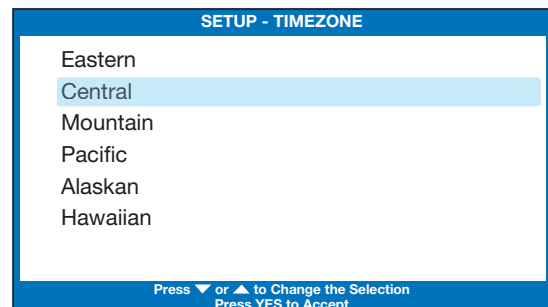 SETUP - TIMEZONE
Eastern
Central
Mountain
Pacific
Alaskan
Hawaiian
Press ▼ or ▲ to Change the Selection
Press YES to Accept